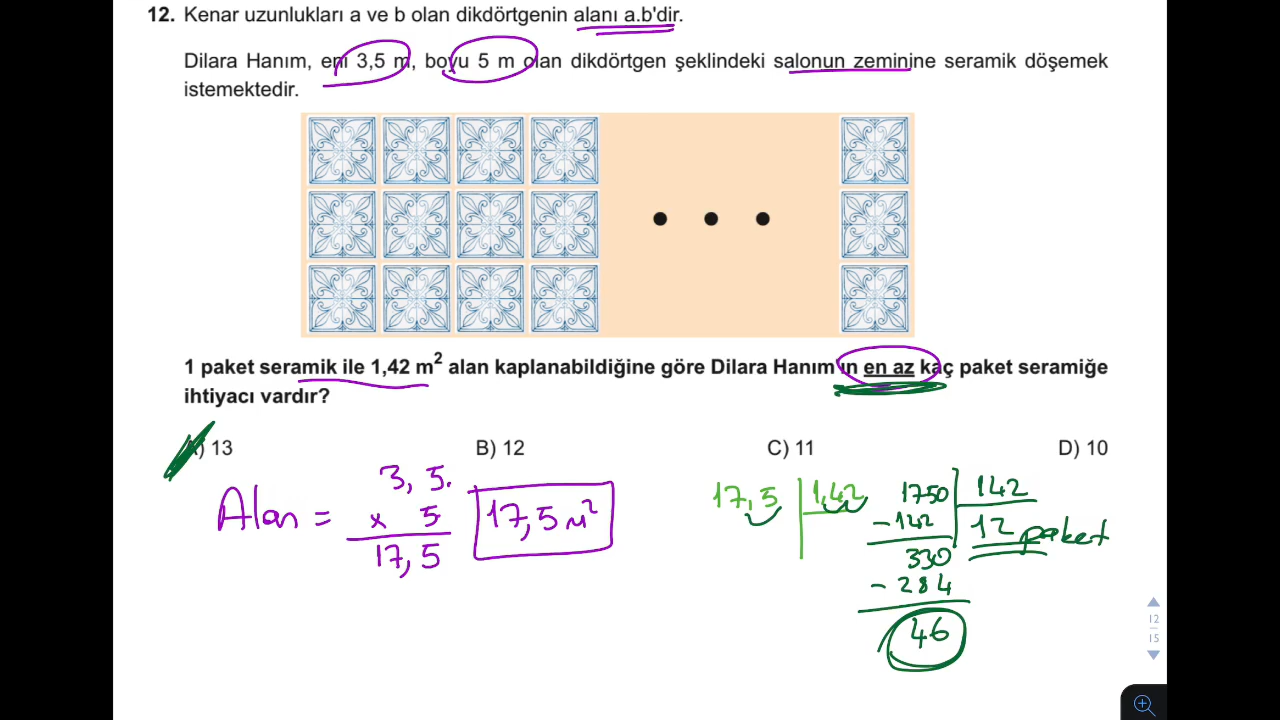 12. Kenar uzunlukları a ve b olan dikdörtgenin alanı a.b'dir.
Dilara Hanım, eni 3,5 m, boyu 5 m olan dikdörtgen şeklindeki salonun zeminine seramik döşemek
istemektedir.
1 paket seramik ile 1,42 m² alan kaplanabildiğine göre Dilara Hanım'ın en az kaç paket seramiğe
ihtiyacı vardır?
A) 13 B) 12 C) 11 D) 10
Alan =
3,5.
x 5
17,5
17,5 m²
17,5 1,42
1750 142
-142 12 paket
330
- 284
46
12
15